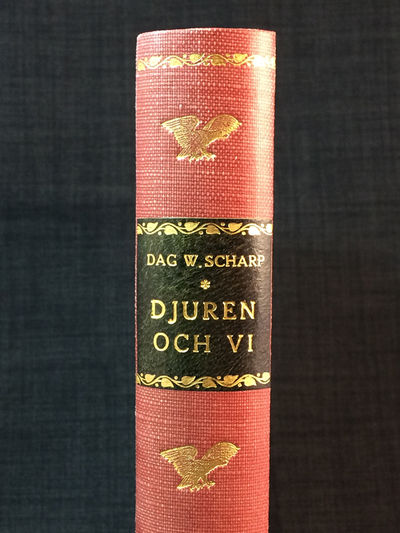 DAG W. SCHARP
DJUREN
OCH VI